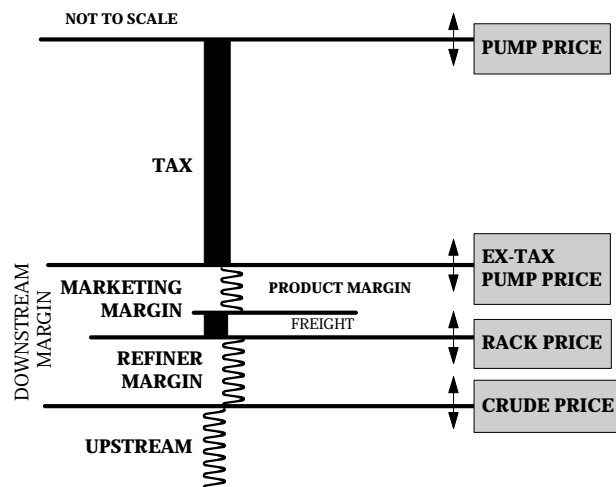 NOT TO SCALE
PUMP PRICE
TAX
EX-TAX
PUMP PRICE
MARKETING
MARGIN
PRODUCT MARGIN
FREIGHT
DOWNSTREAM
MARGIN
RACK PRICE
REFINER
MARGIN
CRUDE PRICE
UPSTREAM